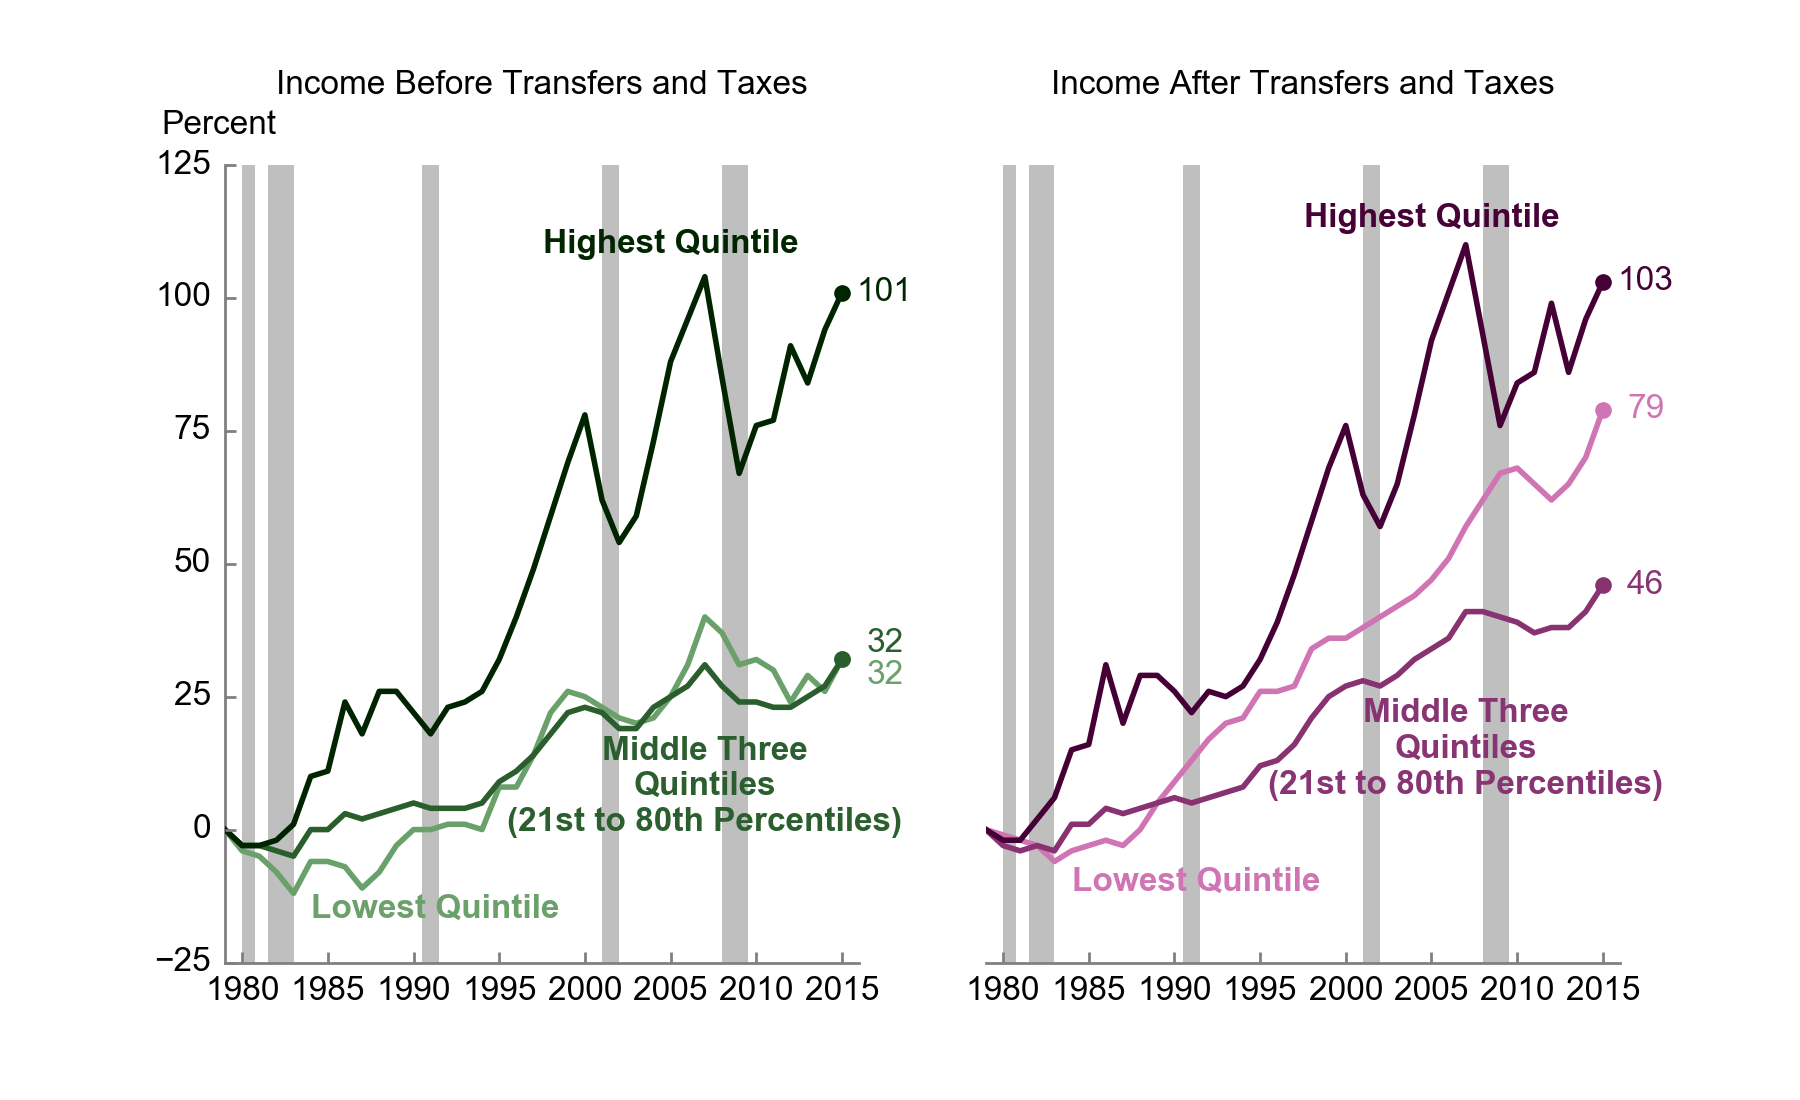 Income Before Transfers and Taxes
Percent
125
100
75
50
25
0
−25
Highest Quintile
101
32
32
Middle Three
Quintiles
(21st to 80th Percentiles)
Lowest Quintile
1980 1985 1990 1995 2000 2005 2010 2015
Income After Transfers and Taxes
Highest Quintile
103
79
46
Middle Three
Quintiles
(21st to 80th Percentiles)
Lowest Quintile
1980 1985 1990 1995 2000 2005 2010 2015